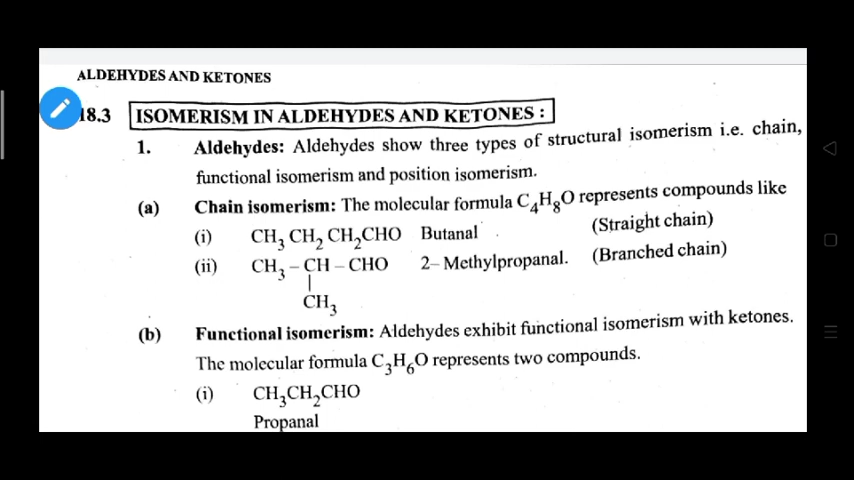 ALDEHYDES AND KETONES
18.3 ISOMERISM IN ALDEHYDES AND KETONES :
1. Aldehydes: Aldehydes show three types of structural isomerism i.e. chain,
functional isomerism and position isomerism.
(a) Chain isomerism: The molecular formula C₄H₈O represents compounds like
(i) CH₃ CH₂ CH₂CHO Butanal (Straight chain)
(ii) CH₃ – CH – CHO 2– Methylpropanal. (Branched chain)
|
CH₃
(b) Functional isomerism: Aldehydes exhibit functional isomerism with ketones.
The molecular formula C₃H₆O represents two compounds.
(i) CH₃CH₂CHO
Propanal